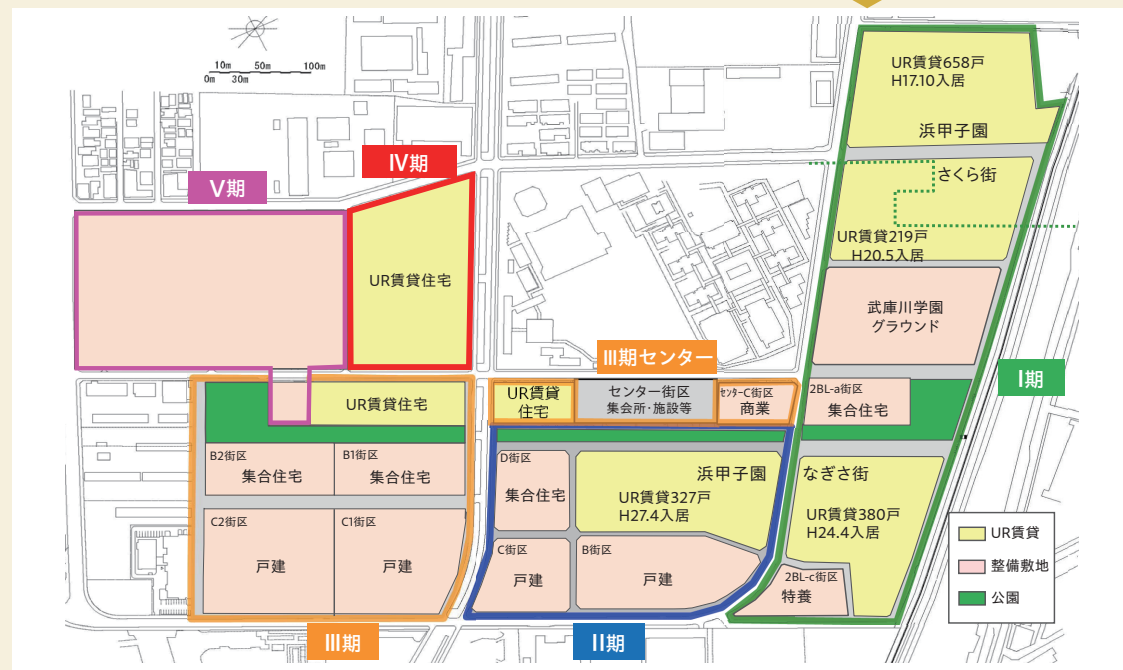 10m 50m 100m
0m 30m
UR賃貸658戸
H17.10入居
浜甲子園
さくら街
UR賃貸219戸
H20.5入居
武庫川学園
グラウンド
I期
2BL-a街区
集合住宅
なぎさ街
UR賃貸380戸
H24.4入居
2BL-c街区
特養
IV期
UR賃貸住宅
V期
III期センター
UR賃貸
住宅
センター街区
集会所・施設等
センターC街区
商業
UR賃貸住宅
B2街区
集合住宅
B1街区
集合住宅
C2街区
戸建
C1街区
戸建
III期
D街区
集合住宅
浜甲子園
UR賃貸327戸
H27.4入居
C街区
戸建
B街区
戸建
II期
UR賃貸
整備敷地
公園